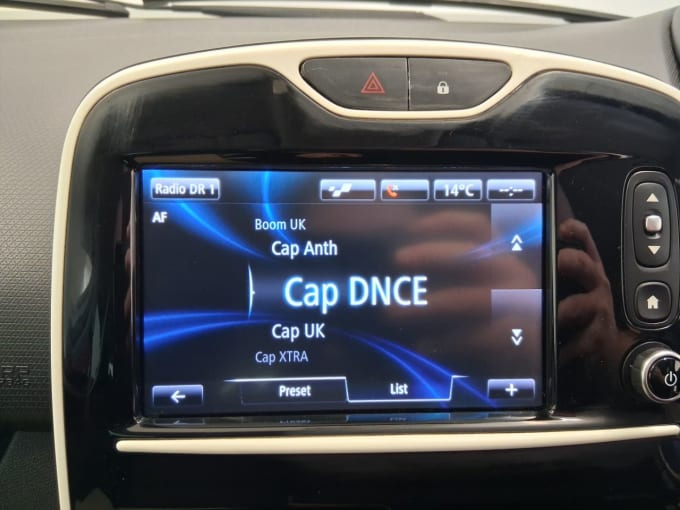 Radio DR 1
14°C
--:--
AF
Boom UK
Cap Anth
Cap DNCE
Cap UK
Cap XTRA
Preset
List
+